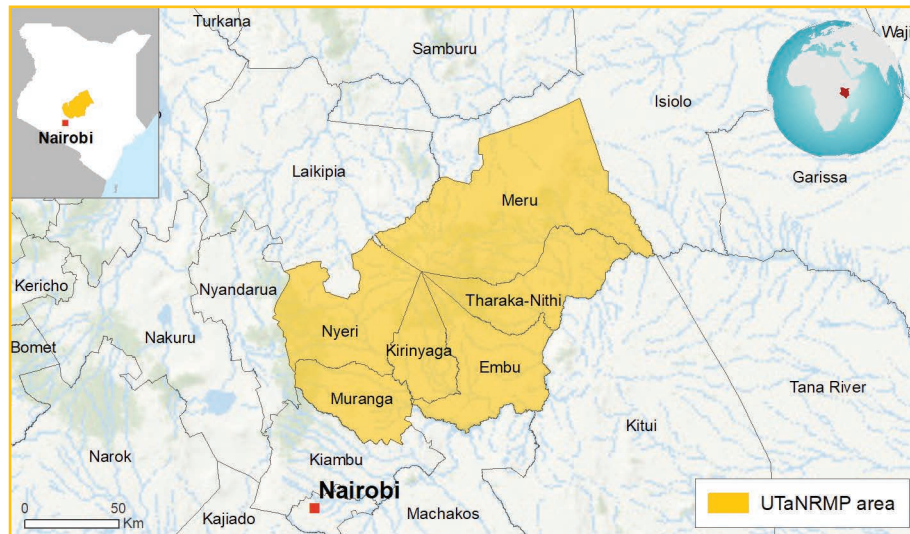 Turkana
Samburu
Waji
Isiolo
Nairobi
Laikipia
Garissa
Meru
Kericho
Nyandarua
Tharaka-Nithi
Nakuru
Nyeri
Bomet
Kirinyaga
Embu
Tana River
Muranga
Kitui
Narok
Kiambu
Nairobi
0 50
Km
Kajiado
Machakos
UTaNRMP area